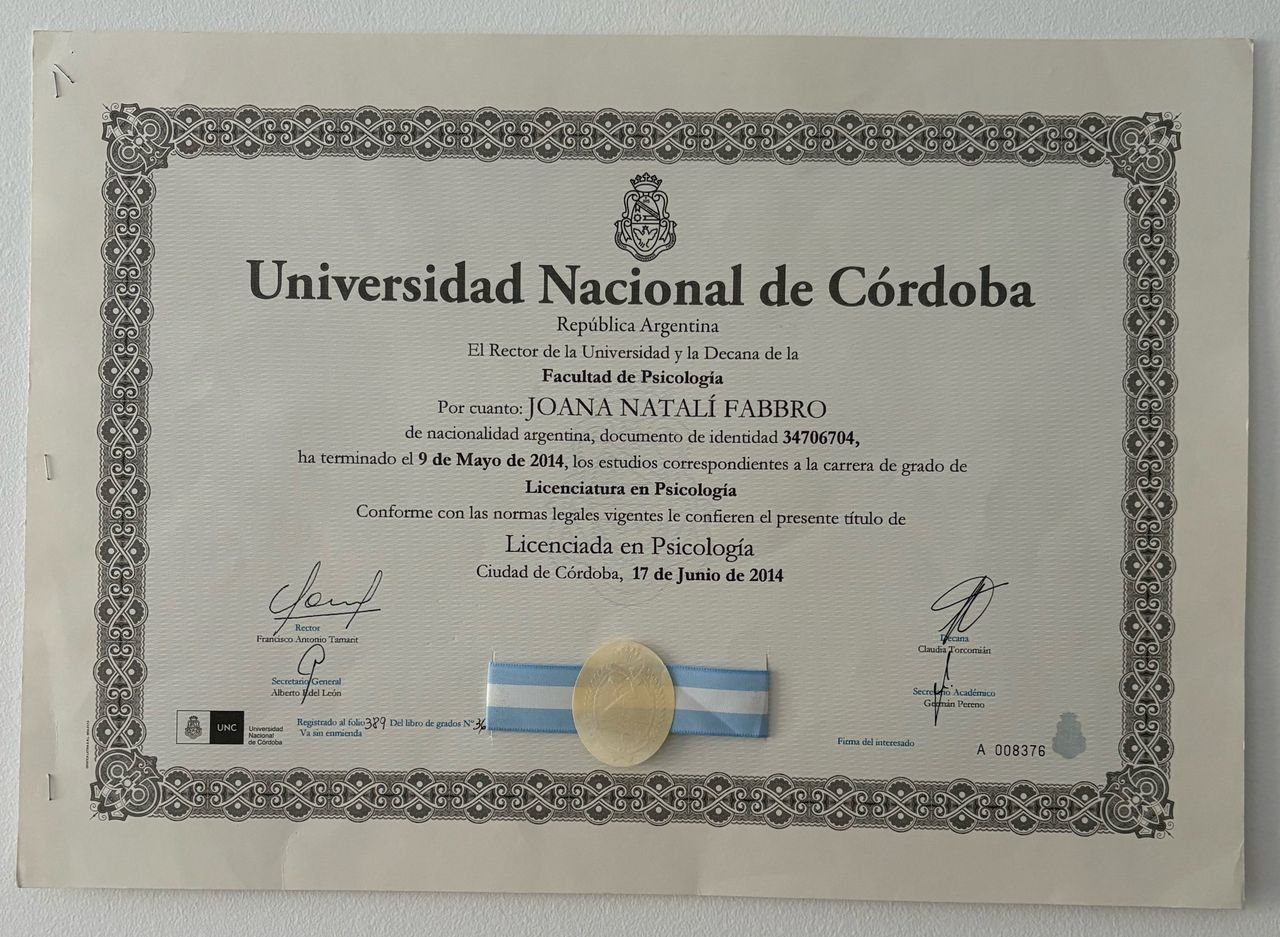 Universidad Nacional de Córdoba
República Argentina
El Rector de la Universidad y la Decana de la
Facultad de Psicología
Por cuanto: JOANA NATALÍ FABBRO
de nacionalidad argentina, documento de identidad 34706704,
ha terminado el 9 de Mayo de 2014, los estudios correspondientes a la carrera de grado de
Licenciatura en Psicología
Conforme con las normas legales vigentes le confieren el presente título de
Licenciada en Psicología
Ciudad de Córdoba, 17 de Junio de 2014
Rector
Francisco Antonio Tamarit
Secretario General
Alberto Edel León
Decana
Claudia Torcomián
Secretario Académico
Germán Pereno
UNC
Universidad
Nacional
de Córdoba
Registrado al folio 389 Del libro de grados N° 36
Va sin enmienda
Firma del interesado
A 008376